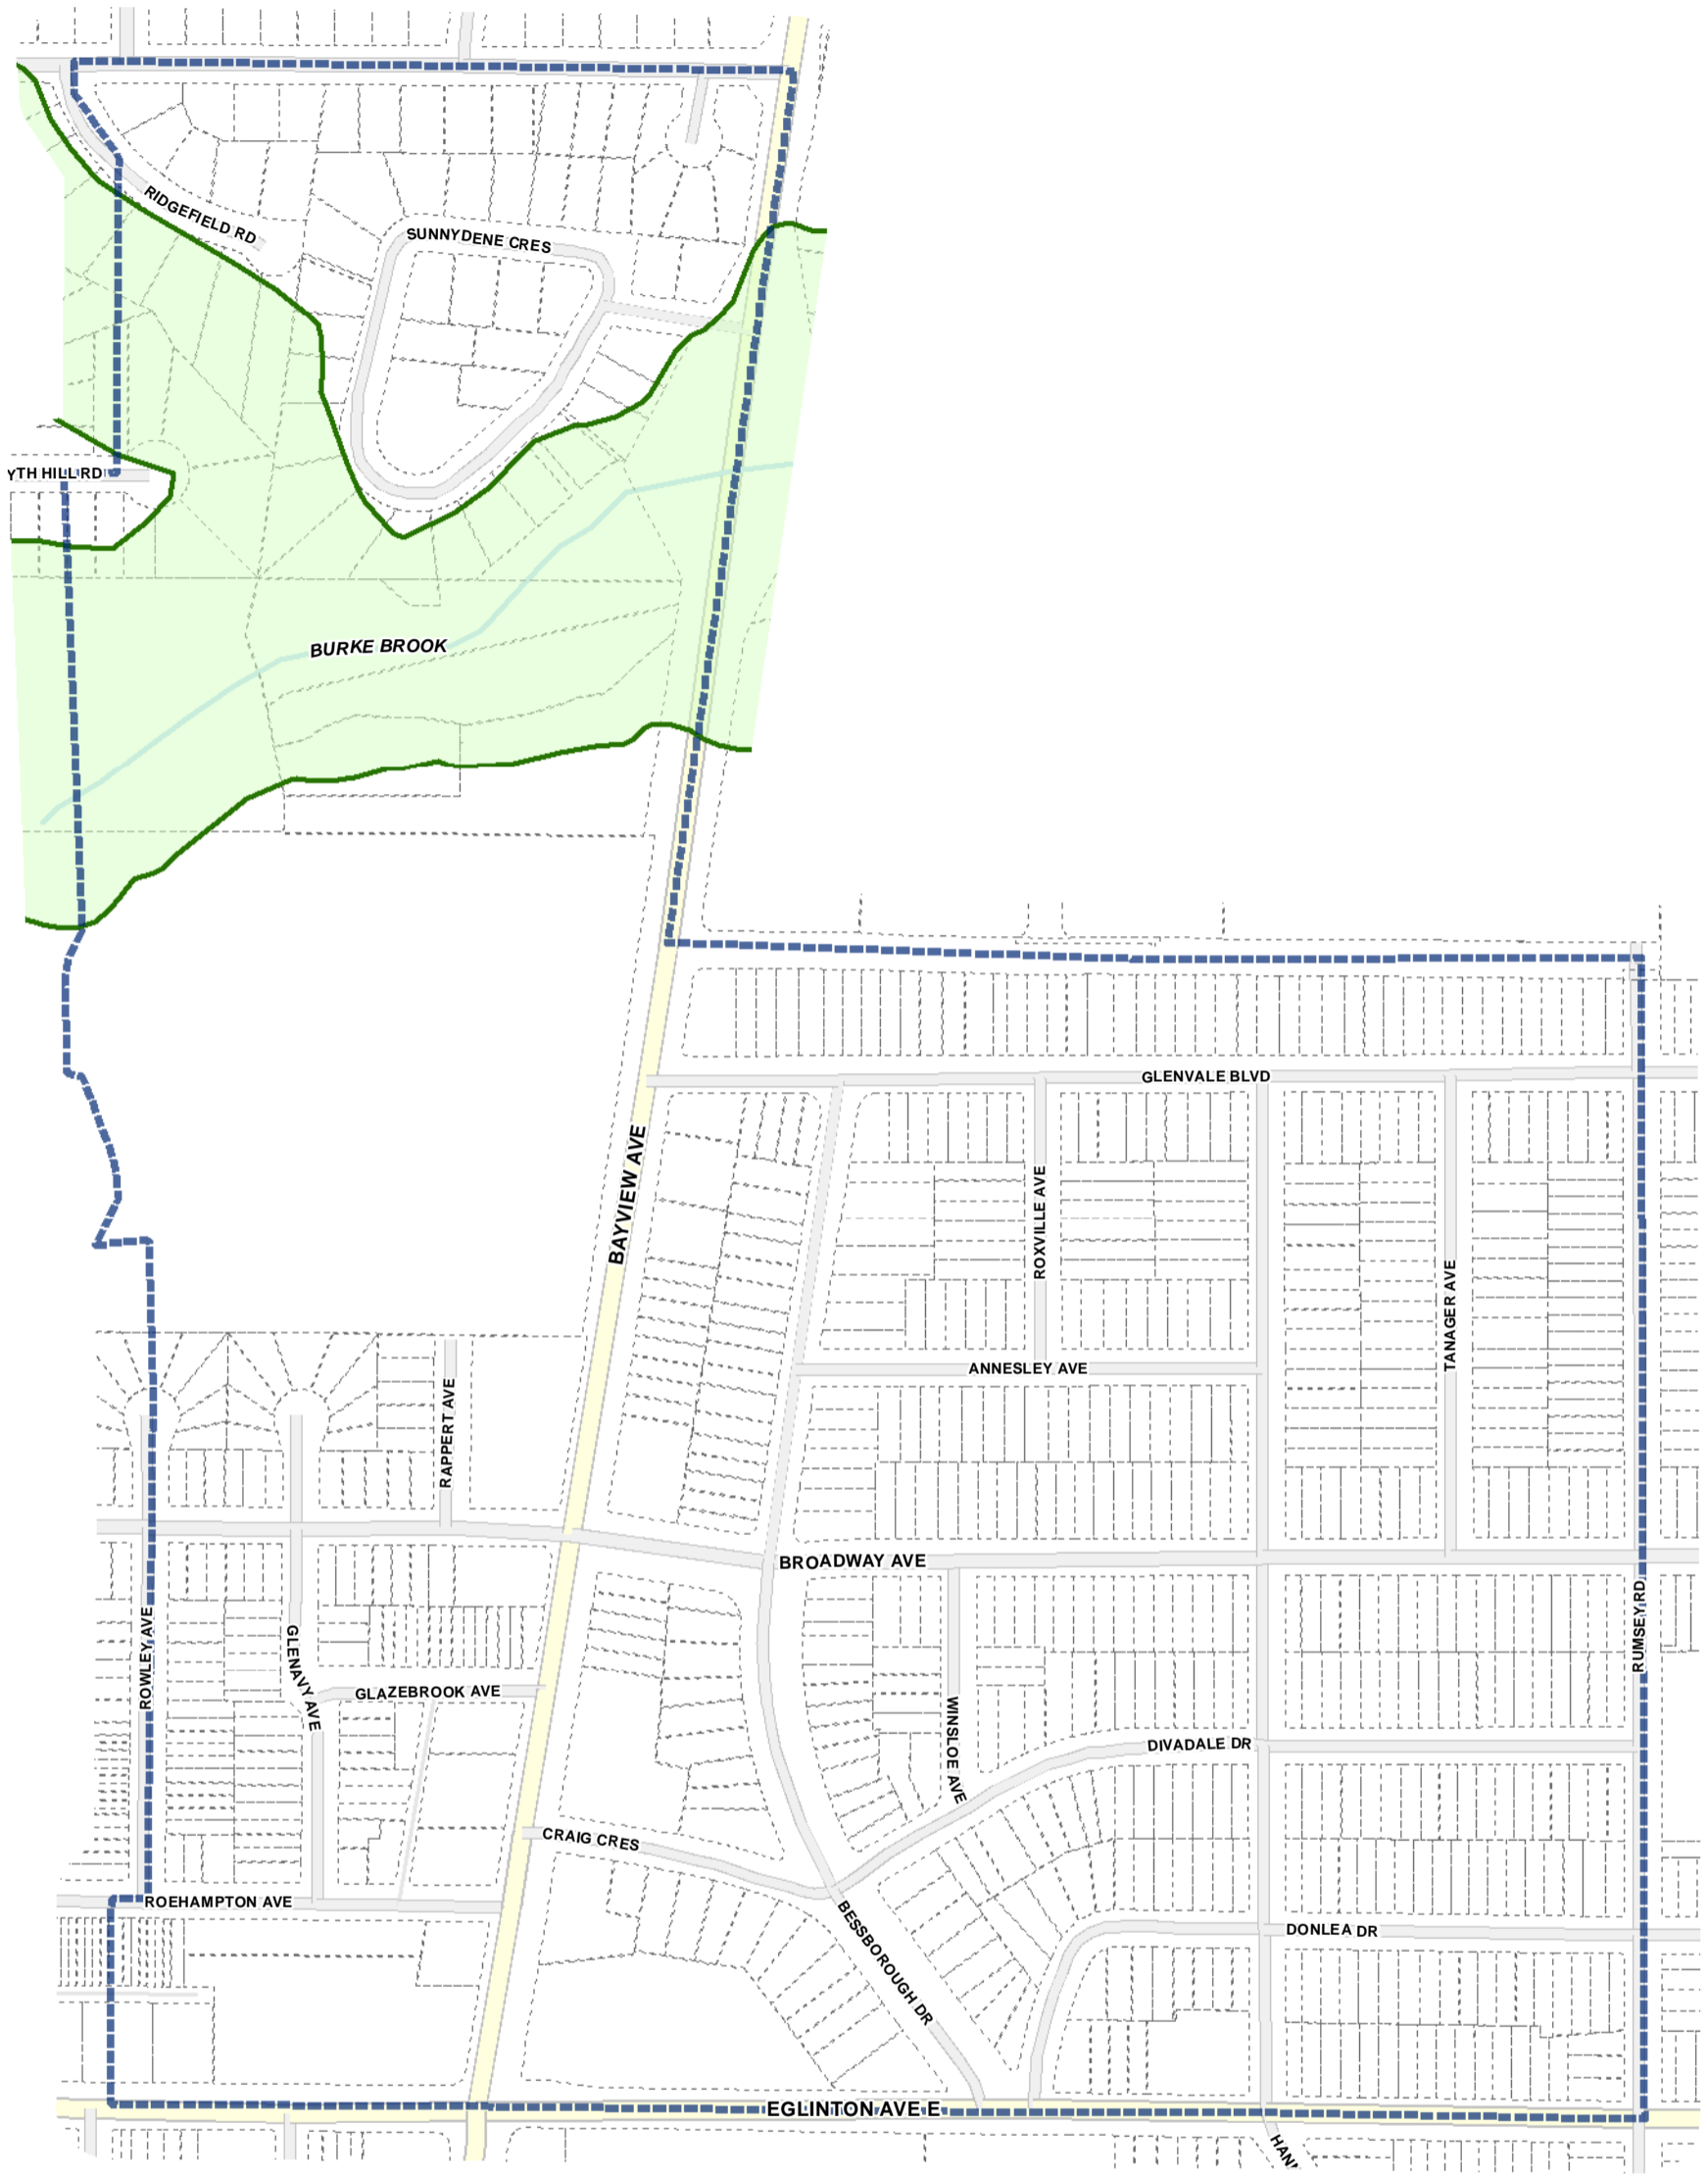 RIDGEFIELD RD
SUNNYDENE CRES
YTH HILL RD
BURKE BROOK
GLENVALE BLVD
BAYVIEW AVE
ROXVILLE AVE
TANAGER AVE
ANNESLEY AVE
RAPPERT AVE
BROADWAY AVE
ROWLEY AVE
GLENAVY AVE
RUMSEY RD
GLAZEBROOK AVE
WINSLOE AVE
DIVADALE DR
CRAIG CRES
ROEHAMPTON AVE
BESSBOROUGH DR
DONLEA DR
EGLINTON AVE E
HAN